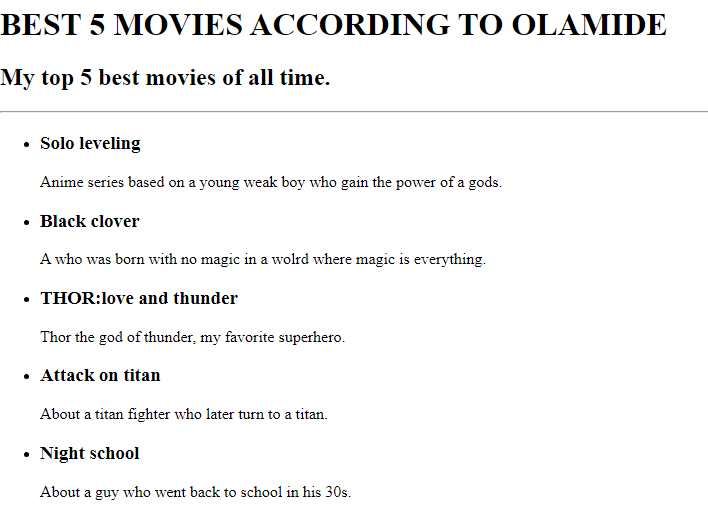 BEST 5 MOVIES ACCORDING TO OLAMIDE
My top 5 best movies of all time.
Solo leveling
Anime series based on a young weak boy who gain the power of a gods.
Black clover
A who was born with no magic in a wolrd where magic is everything.
THOR:love and thunder
Thor the god of thunder, my favorite superhero.
Attack on titan
About a titan fighter who later turn to a titan.
Night school
About a guy who went back to school in his 30s.